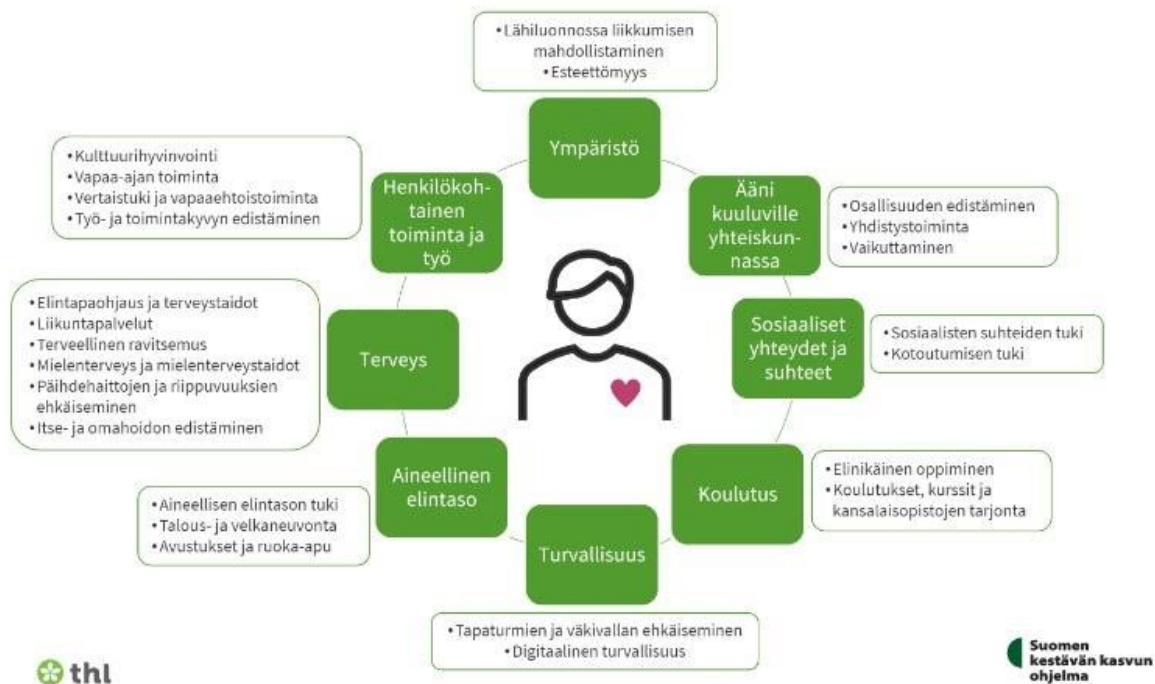 • Lähiluonnossa liikkumisen
mahdollistaminen
• Esteettömyys
Ympäristö
Ääni
kuuluville
yhteiskun-
nassa
• Osallisuuden edistäminen
• Yhdistystoiminta
• Vaikuttaminen
Sosiaaliset
yhteydet ja
suhteet
• Sosiaalisten suhteiden tuki
• Kotoutumisen tuki
Koulutus
• Elinikäinen oppiminen
• Koulutukset, kurssit ja
kansalaisopistojen tarjonta
Turvallisuus
• Tapaturmien ja väkivallan ehkäiseminen
• Digitaalinen turvallisuus
Aineellinen
elintaso
• Aineellisen elintason tuki
• Talous- ja velkaneuvonta
• Avustukset ja ruoka-apu
Terveys
• Elintapaohjaus ja terveystaidot
• Liikuntapalvelut
• Terveellinen ravitsemus
• Mielenterveys ja mielenterveystaidot
• Päihdehaittojen ja riippuvuuksien
ehkäiseminen
• Itse- ja omahoidon edistäminen
Henkilökoh-
tainen
toiminta ja
työ
• Kulttuurihyvinvointi
• Vapaa-ajan toiminta
• Vertaistuki ja vapaaehtoistoiminta
• Työ- ja toimintakyvyn edistäminen
thl
Suomen
kestävän kasvun
ohjelma